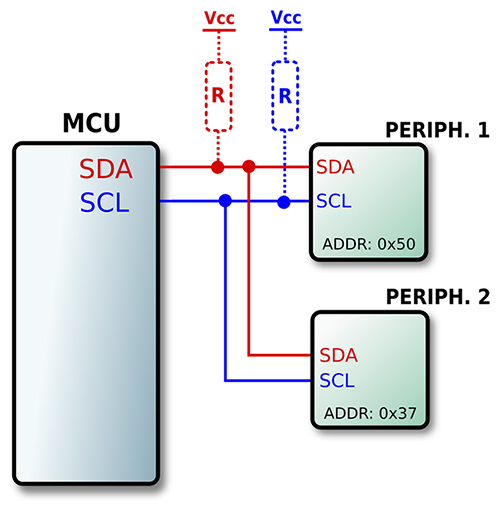 Vcc
Vcc
R
R
MCU
PERIPH. 1
SDA
SDA
SCL
SCL
ADDR: 0x50
PERIPH. 2
SDA
SCL
ADDR: 0x37